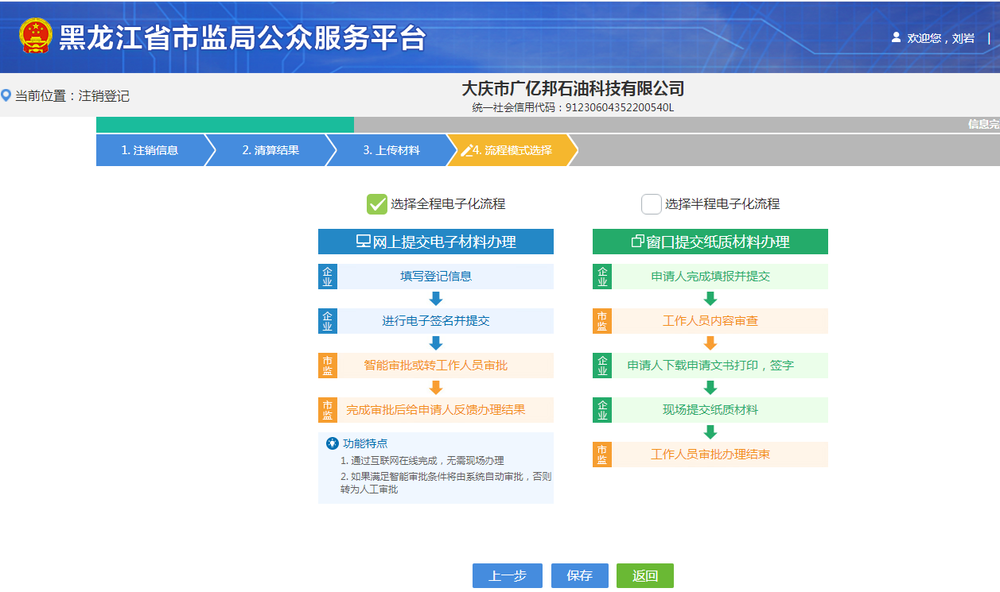 黑龙江省市监局公众服务平台
欢迎您，刘岩 |
当前位置：注销登记
大庆市广亿邦石油科技有限公司
统一社会信用代码：91230604352200540L
信息完
1. 注销信息
2. 清算结果
3. 上传材料
4. 流程模式选择
选择全程电子化流程
网上提交电子材料办理
企业
填写登记信息
企业
进行电子签名并提交
市监
智能审批或转工作人员审批
市监
完成审批后给申请人反馈办理结果
功能特点
1. 通过互联网在线完成，无需现场办理
2. 如果满足智能审批条件将由系统自动审批，否则
转为人工审批
选择半程电子化流程
窗口提交纸质材料办理
企业
申请人完成填报并提交
市监
工作人员内容审查
企业
申请人下载申请文书打印，签字
企业
现场提交纸质材料
市监
工作人员审批办理结束
上一步
保存
返回